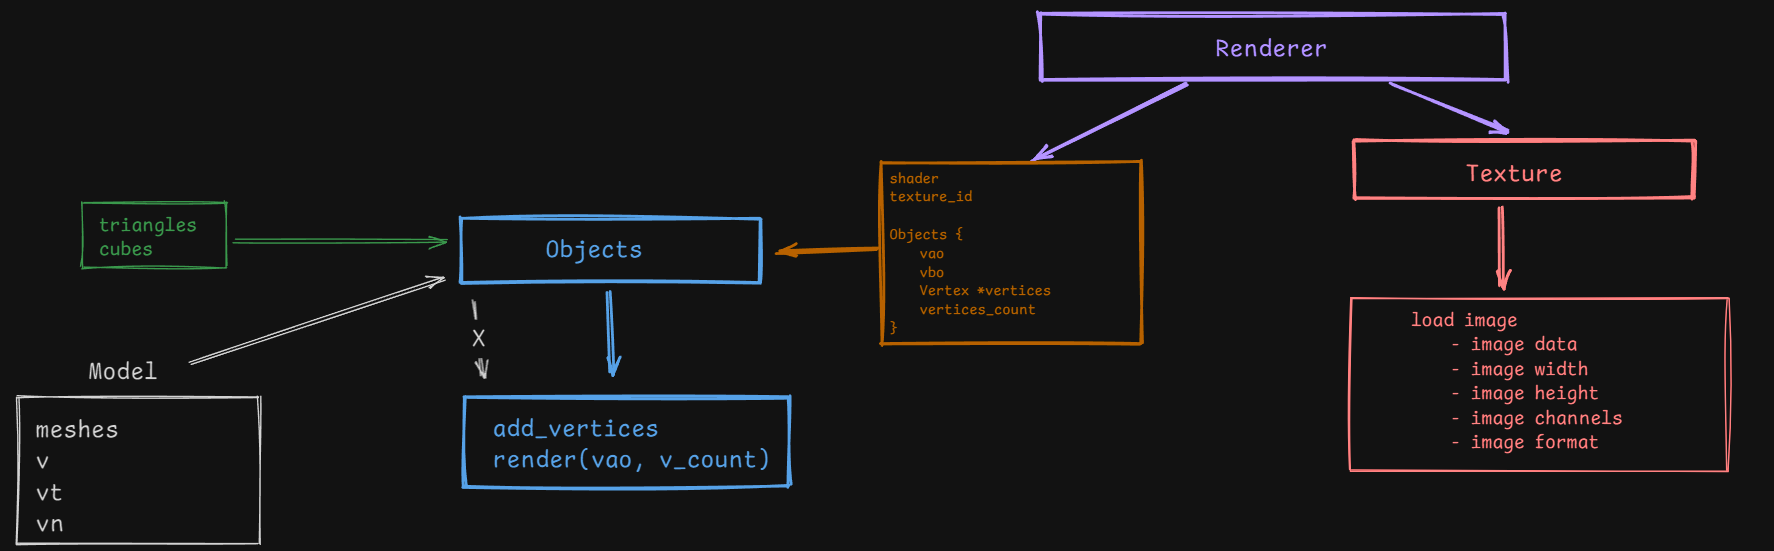 Renderer
shader
texture_id
Objects {
vao
vbo
Vertex *vertices
vertices_count
}
Texture
load image
- image data
- image width
- image height
- image channels
- image format
triangles
cubes
Objects
X
add_vertices
render(vao, v_count)
Model
meshes
v
vt
vn